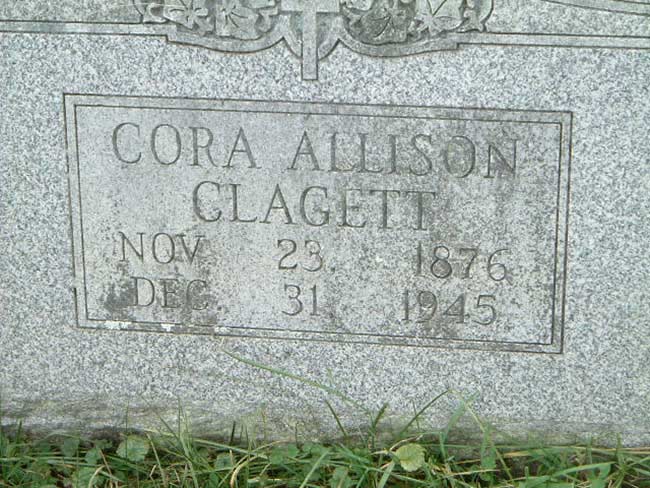 CORA ALLISON
CLAGETT
NOV 23, 1876
DEC. 31, 1945